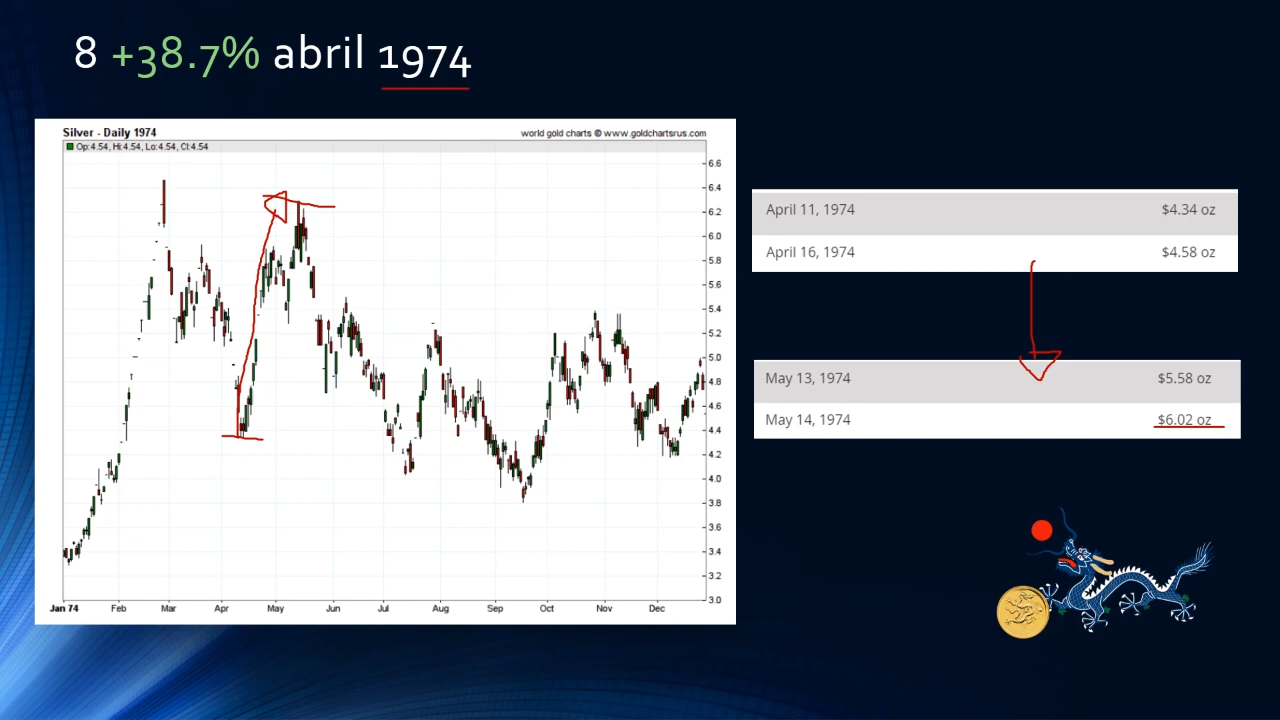 8 +38.7% abril 1974
Silver - Daily 1974
world gold charts © www.goldchartsrus.com
Op:4.54, Hi:4.54, Lo:4.54, Cl:4.54
6.6
6.4
6.2
6.0
5.8
5.6
5.4
5.2
5.0
4.8
4.6
4.4
4.2
4.0
3.8
3.6
3.4
3.2
3.0
Jan 74 Feb Mar Apr May Jun Jul Aug Sep Oct Nov Dec
April 11, 1974 $4.34 oz
April 16, 1974 $4.58 oz
May 13, 1974 $5.58 oz
May 14, 1974 $6.02 oz